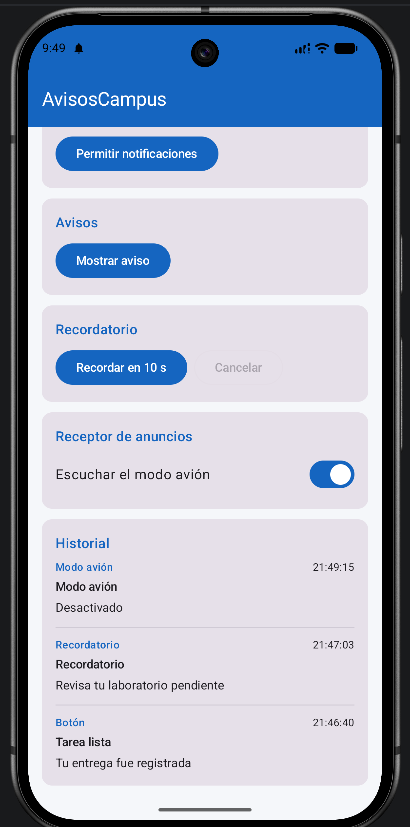 9:49
AvisosCampus
Permitir notificaciones
Avisos
Mostrar aviso
Recordatorio
Recordar en 10 s Cancelar
Receptor de anuncios
Escuchar el modo avión
Historial
Modo avión 21:49:15
Modo avión
Desactivado
Recordatorio 21:47:03
Recordatorio
Revisa tu laboratorio pendiente
Botón 21:46:40
Tarea lista
Tu entrega fue registrada